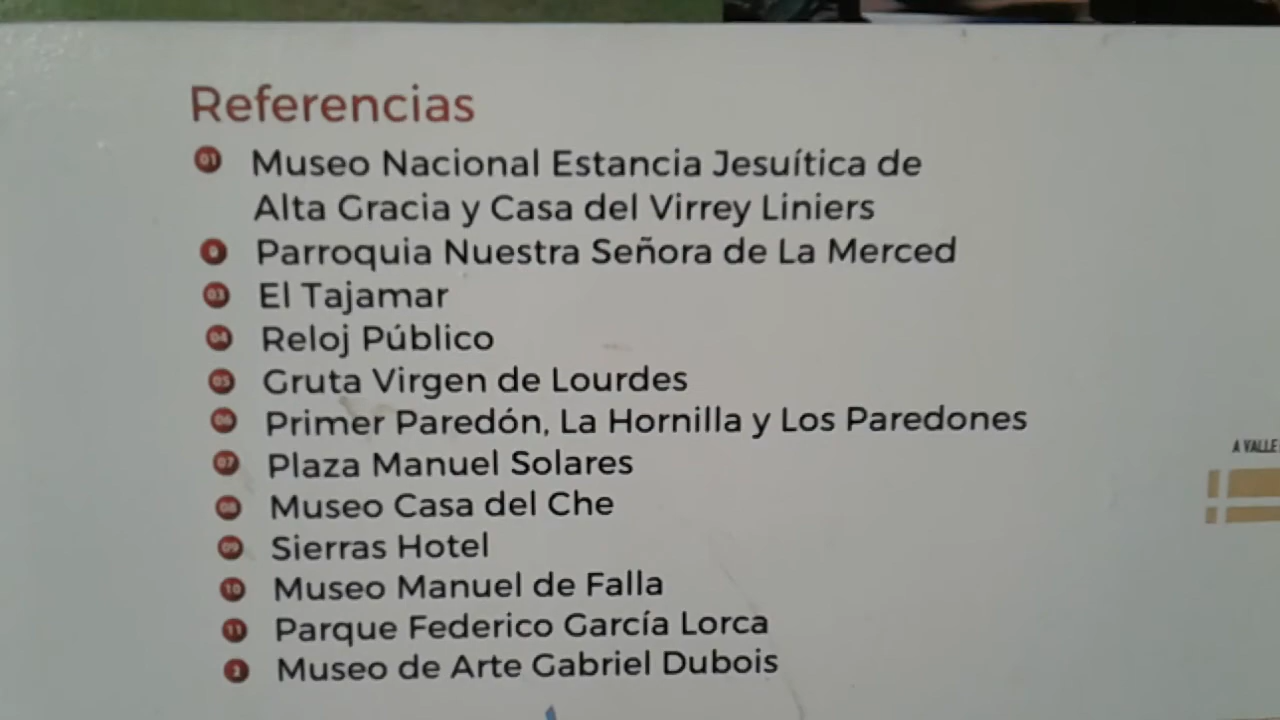 Referencias
01 Museo Nacional Estancia Jesuítica de
Alta Gracia y Casa del Virrey Liniers
Parroquia Nuestra Señora de La Merced
03 El Tajamar
04 Reloj Público
05 Gruta Virgen de Lourdes
06 Primer Paredón, La Hornilla y Los Paredones
07 Plaza Manuel Solares
08 Museo Casa del Che
09 Sierras Hotel
10 Museo Manuel de Falla
11 Parque Federico García Lorca
2 Museo de Arte Gabriel Dubois
A VALLE